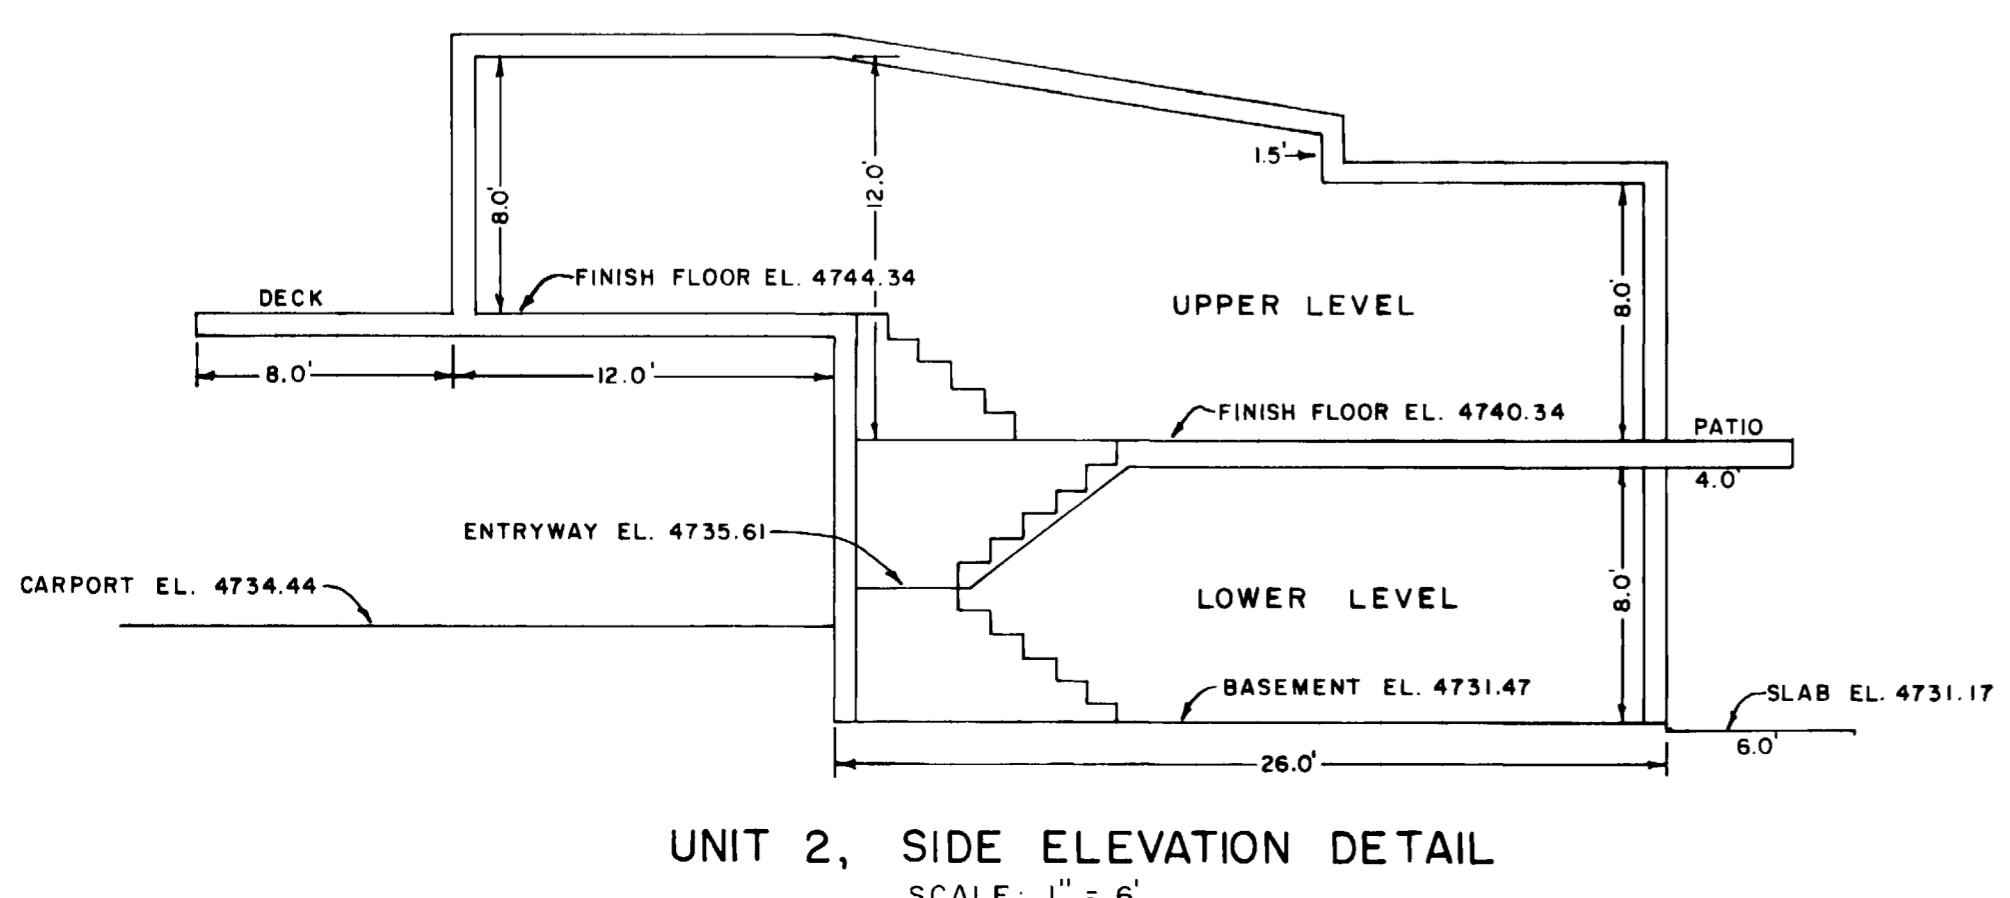 1.5'
8.0'
12.0'
FINISH FLOOR EL. 4744.34
DECK
UPPER LEVEL
8.0'
8.0'
12.0'
FINISH FLOOR EL. 4740.34
PATIO
4.0'
ENTRYWAY EL. 4735.61
CARPORT EL. 4734.44
LOWER LEVEL
8.0'
BASEMENT EL. 4731.47
SLAB EL. 4731.17
6.0'
26.0'
UNIT 2, SIDE ELEVATION DETAIL
SCALE: 1" = 6'